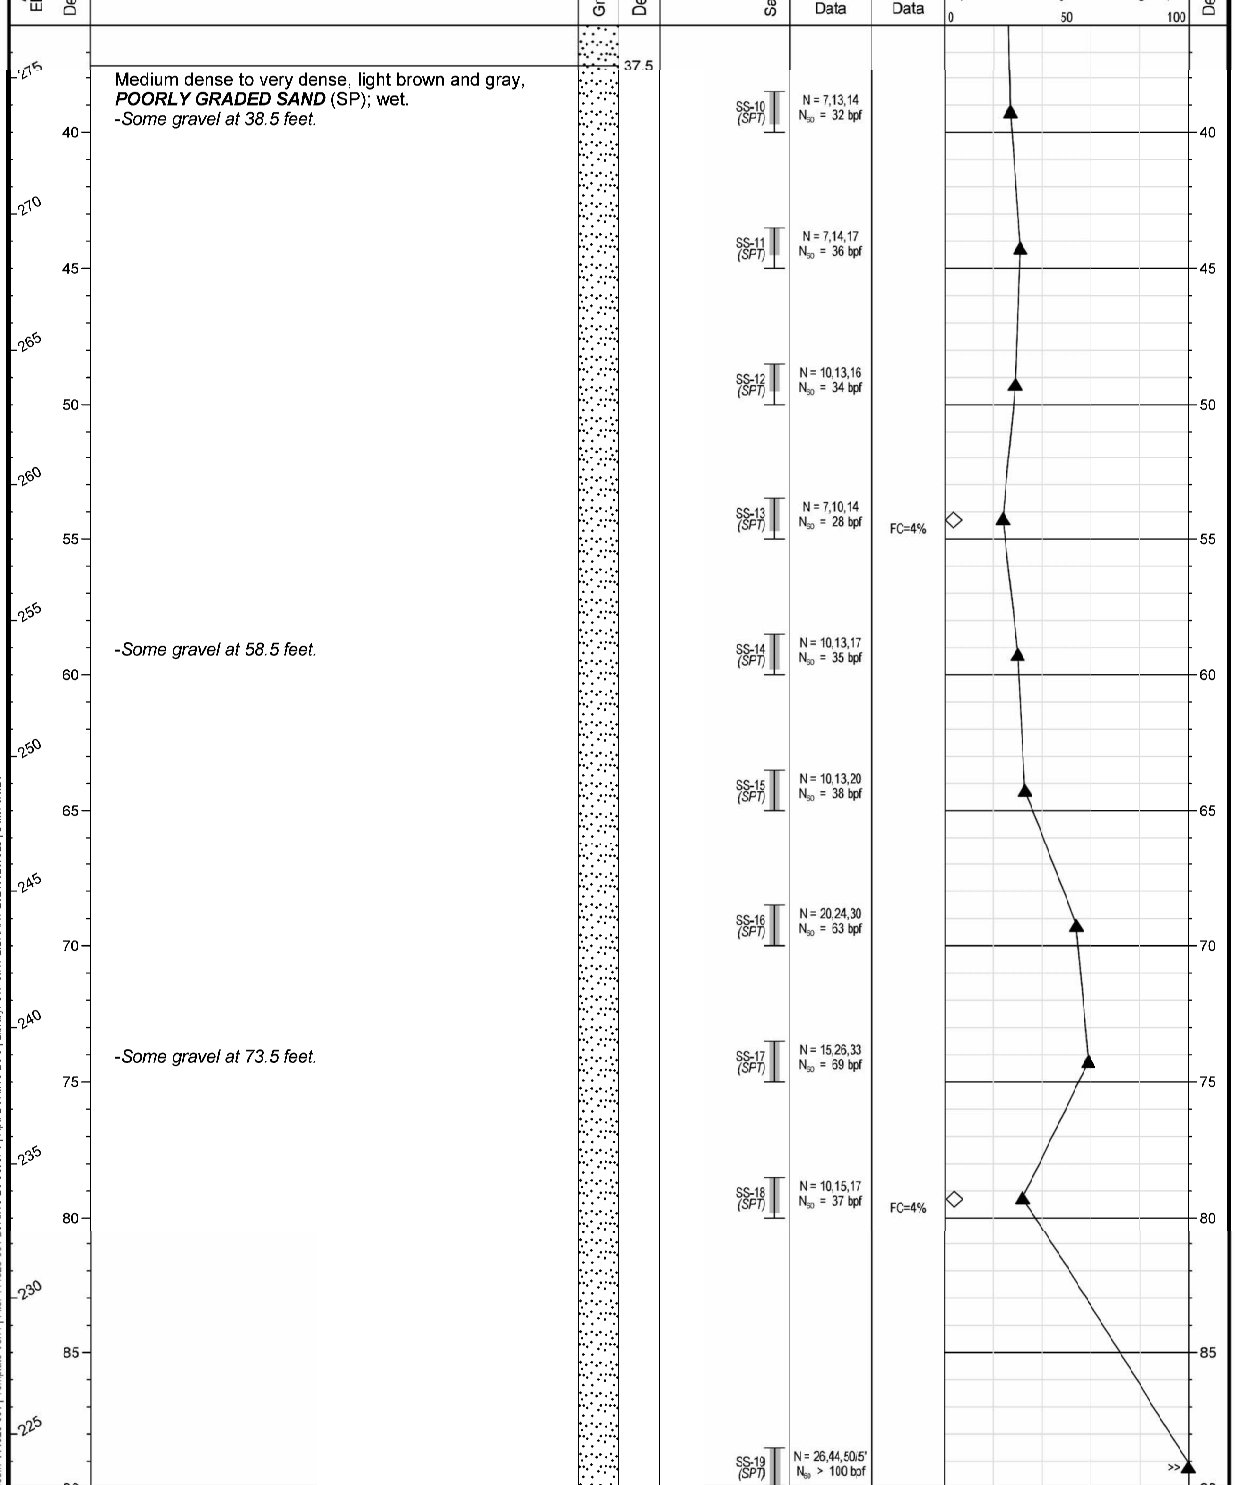 Data Data
0 50 100
37.5
275
Medium dense to very dense, light brown and gray,
POORLY GRADED SAND (SP); wet.
-Some gravel at 38.5 feet.
SS-10 N = 7,13,14
(SPT) N60 = 32 bpf
40 40
270
SS-11 N = 7,14,17
(SPT) N60 = 36 bpf
45 45
265
SS-12 N = 10,13,16
(SPT) N60 = 34 bpf
50 50
260
SS-13 N = 7,10,14
(SPT) N60 = 28 bpf
FC=4%
55 55
255
-Some gravel at 58.5 feet.
SS-14 N = 10,13,17
(SPT) N60 = 35 bpf
60 60
250
SS-15 N = 10,13,20
(SPT) N60 = 38 bpf
65 65
245
SS-16 N = 20,24,30
(SPT) N60 = 63 bpf
70 70
240
-Some gravel at 73.5 feet.
SS-17 N = 15,26,33
(SPT) N60 = 69 bpf
75 75
235
SS-18 N = 10,15,17
(SPT) N60 = 37 bpf
FC=4%
80 80
230
85 85
225
SS-19 N = 26,44,50/5"
(SPT) N60 > 100 bpf
>>